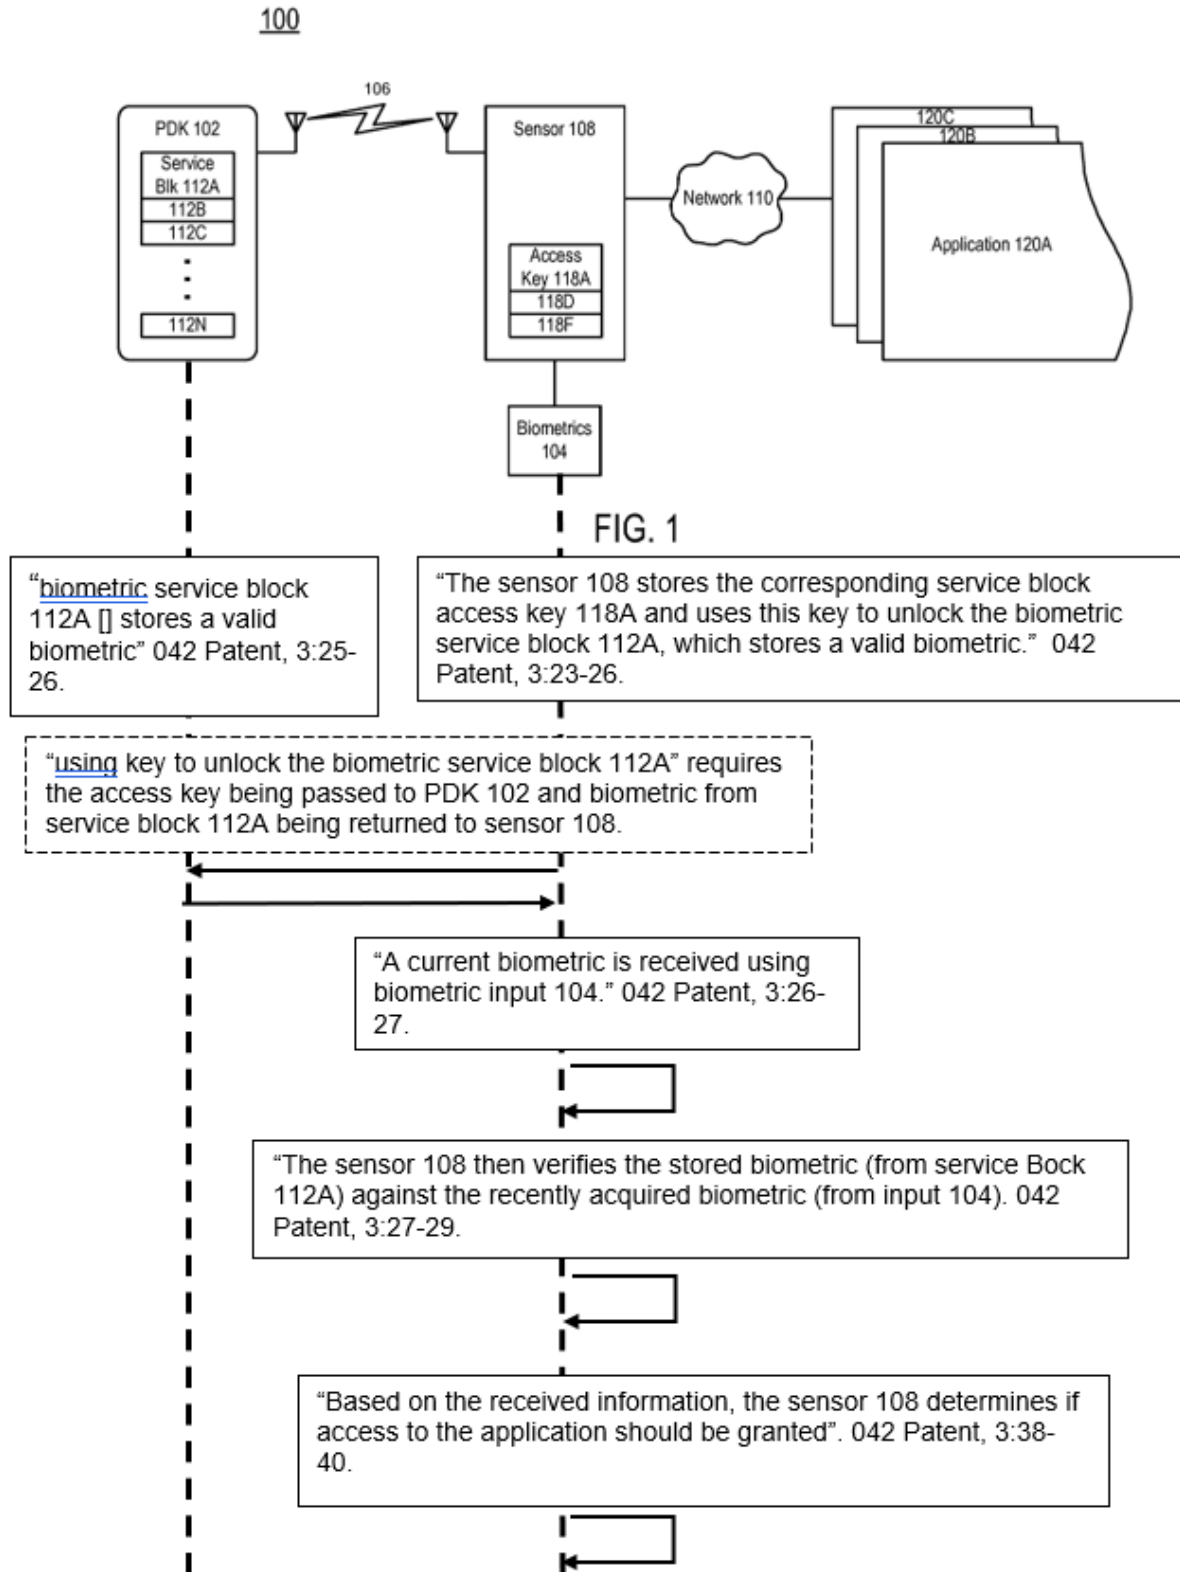 100
106
PDK 102
Service
Blk 112A
112B
112C
112N
Sensor 108
Access
Key 118A
118D
118F
Biometrics
104
Network 110
120C
120B
Application 120A
FIG. 1
“biometric service block
112A [] stores a valid
biometric” 042 Patent, 3:25-
26.
“The sensor 108 stores the corresponding service block
access key 118A and uses this key to unlock the biometric
service block 112A, which stores a valid biometric.” 042
Patent, 3:23-26.
“using key to unlock the biometric service block 112A” requires
the access key being passed to PDK 102 and biometric from
service block 112A being returned to sensor 108.
“A current biometric is received using
biometric input 104.” 042 Patent, 3:26-
27.
“The sensor 108 then verifies the stored biometric (from service Bock
112A) against the recently acquired biometric (from input 104). 042
Patent, 3:27-29.
“Based on the received information, the sensor 108 determines if
access to the application should be granted”. 042 Patent, 3:38-
40.